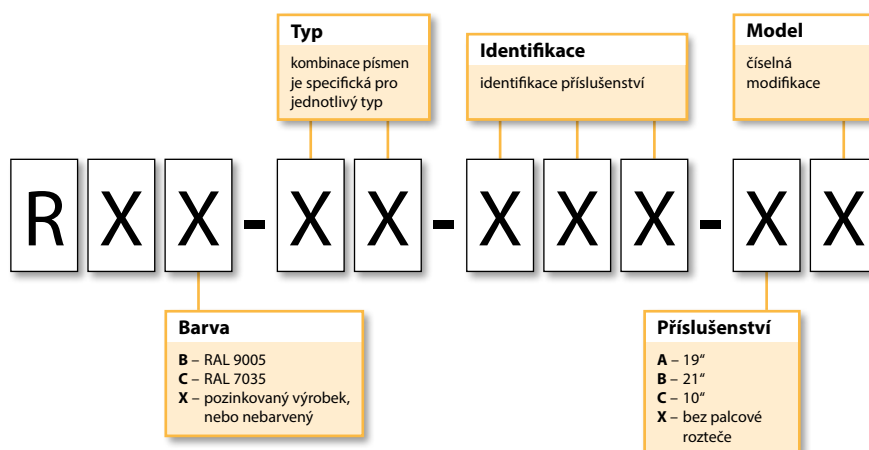 Typ
kombinace písmen
je specifická pro
jednotlivý typ
Identifikace
identifikace příslušenství
Model
číselná
modifikace
R X X - X X - X X X - X X
Barva
B – RAL 9005
C – RAL 7035
X – pozinkovaný výrobek,
nebo nebarvený
Příslušenství
A – 19“
B – 21“
C – 10“
X – bez palcové
rozteče